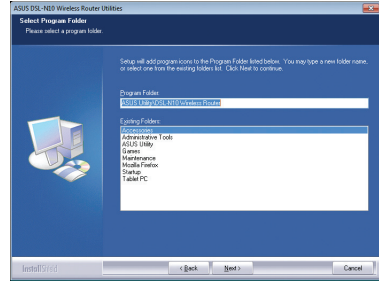 ASUS DSL-N10 Wireless Router Utilities
Select Program Folder
Please select a program folder.
Setup will add program icons to the Program Folder listed below. You may type a new folder name,
or select one from the existing folders list. Click Next to continue.
Program Folder:
ASUS Utility\DSL-N10 Wireless Router
Existing Folders:
Accessories
Administrative Tools
ASUS Utility
Games
Maintenance
Mozilla Firefox
Startup
Tablet PC
InstallShield
< Back
Next >
Cancel